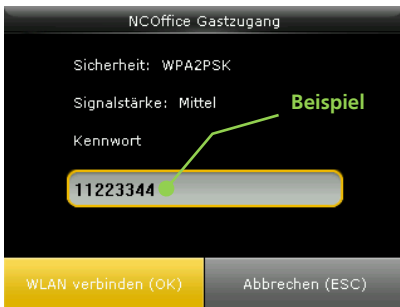 NCOffice Gastzugang
Sicherheit: WPA2PSK
Signalstärke: Mittel
Beispiel
Kennwort
11223344
WLAN verbinden (OK)
Abbrechen (ESC)